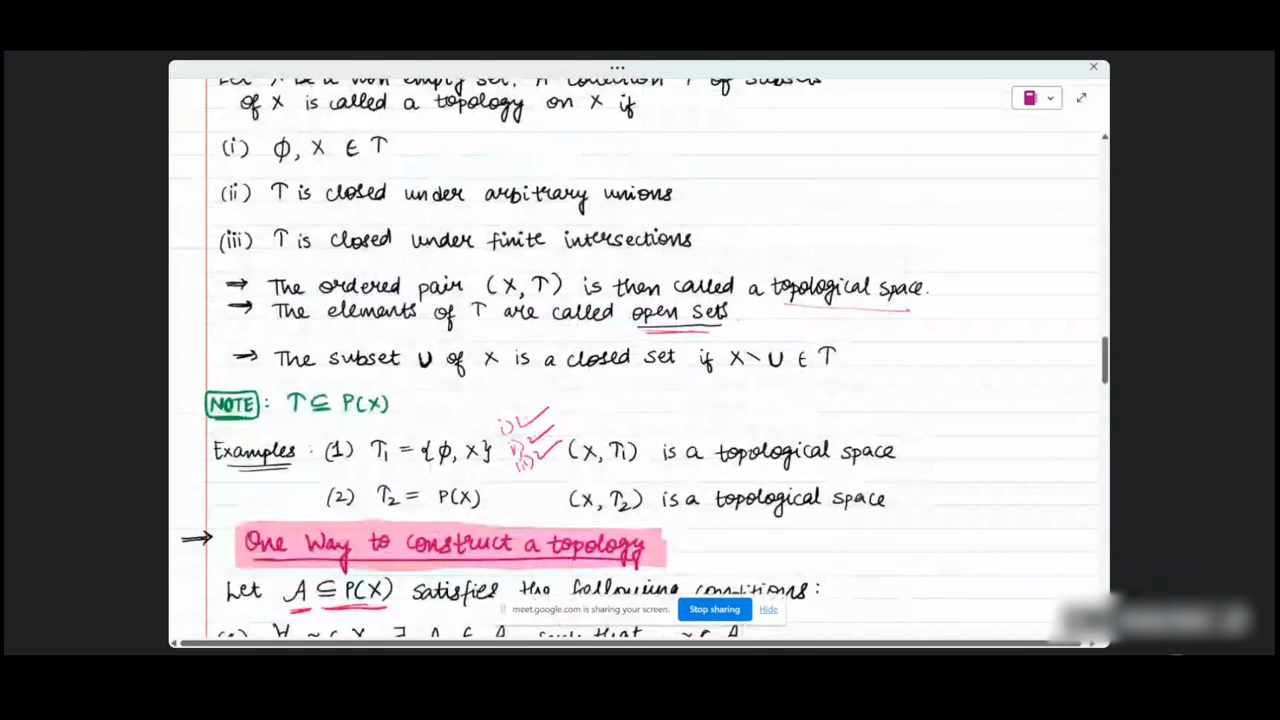 of X is called a topology on X if
(i) ϕ, X ∈ T
(ii) T is closed under arbitrary unions
(iii) T is closed under finite intersections
⇒ The ordered pair (X, T) is then called a topological space.
⇒ The elements of T are called open sets
⇒ The subset U of X is a closed set if X\U ∈ T
NOTE: T ⊆ P(X)
i) ✓
ii) ✓
iii) ✓
Examples: (1) T₁ = {ϕ, X} (X, T₁) is a topological space
(2) T₂ = P(X) (X, T₂) is a topological space
⇒ One Way to construct a topology
Let A ⊆ P(X) satisfies the following conditions:
meet.google.com is sharing your screen. Stop sharing Hide